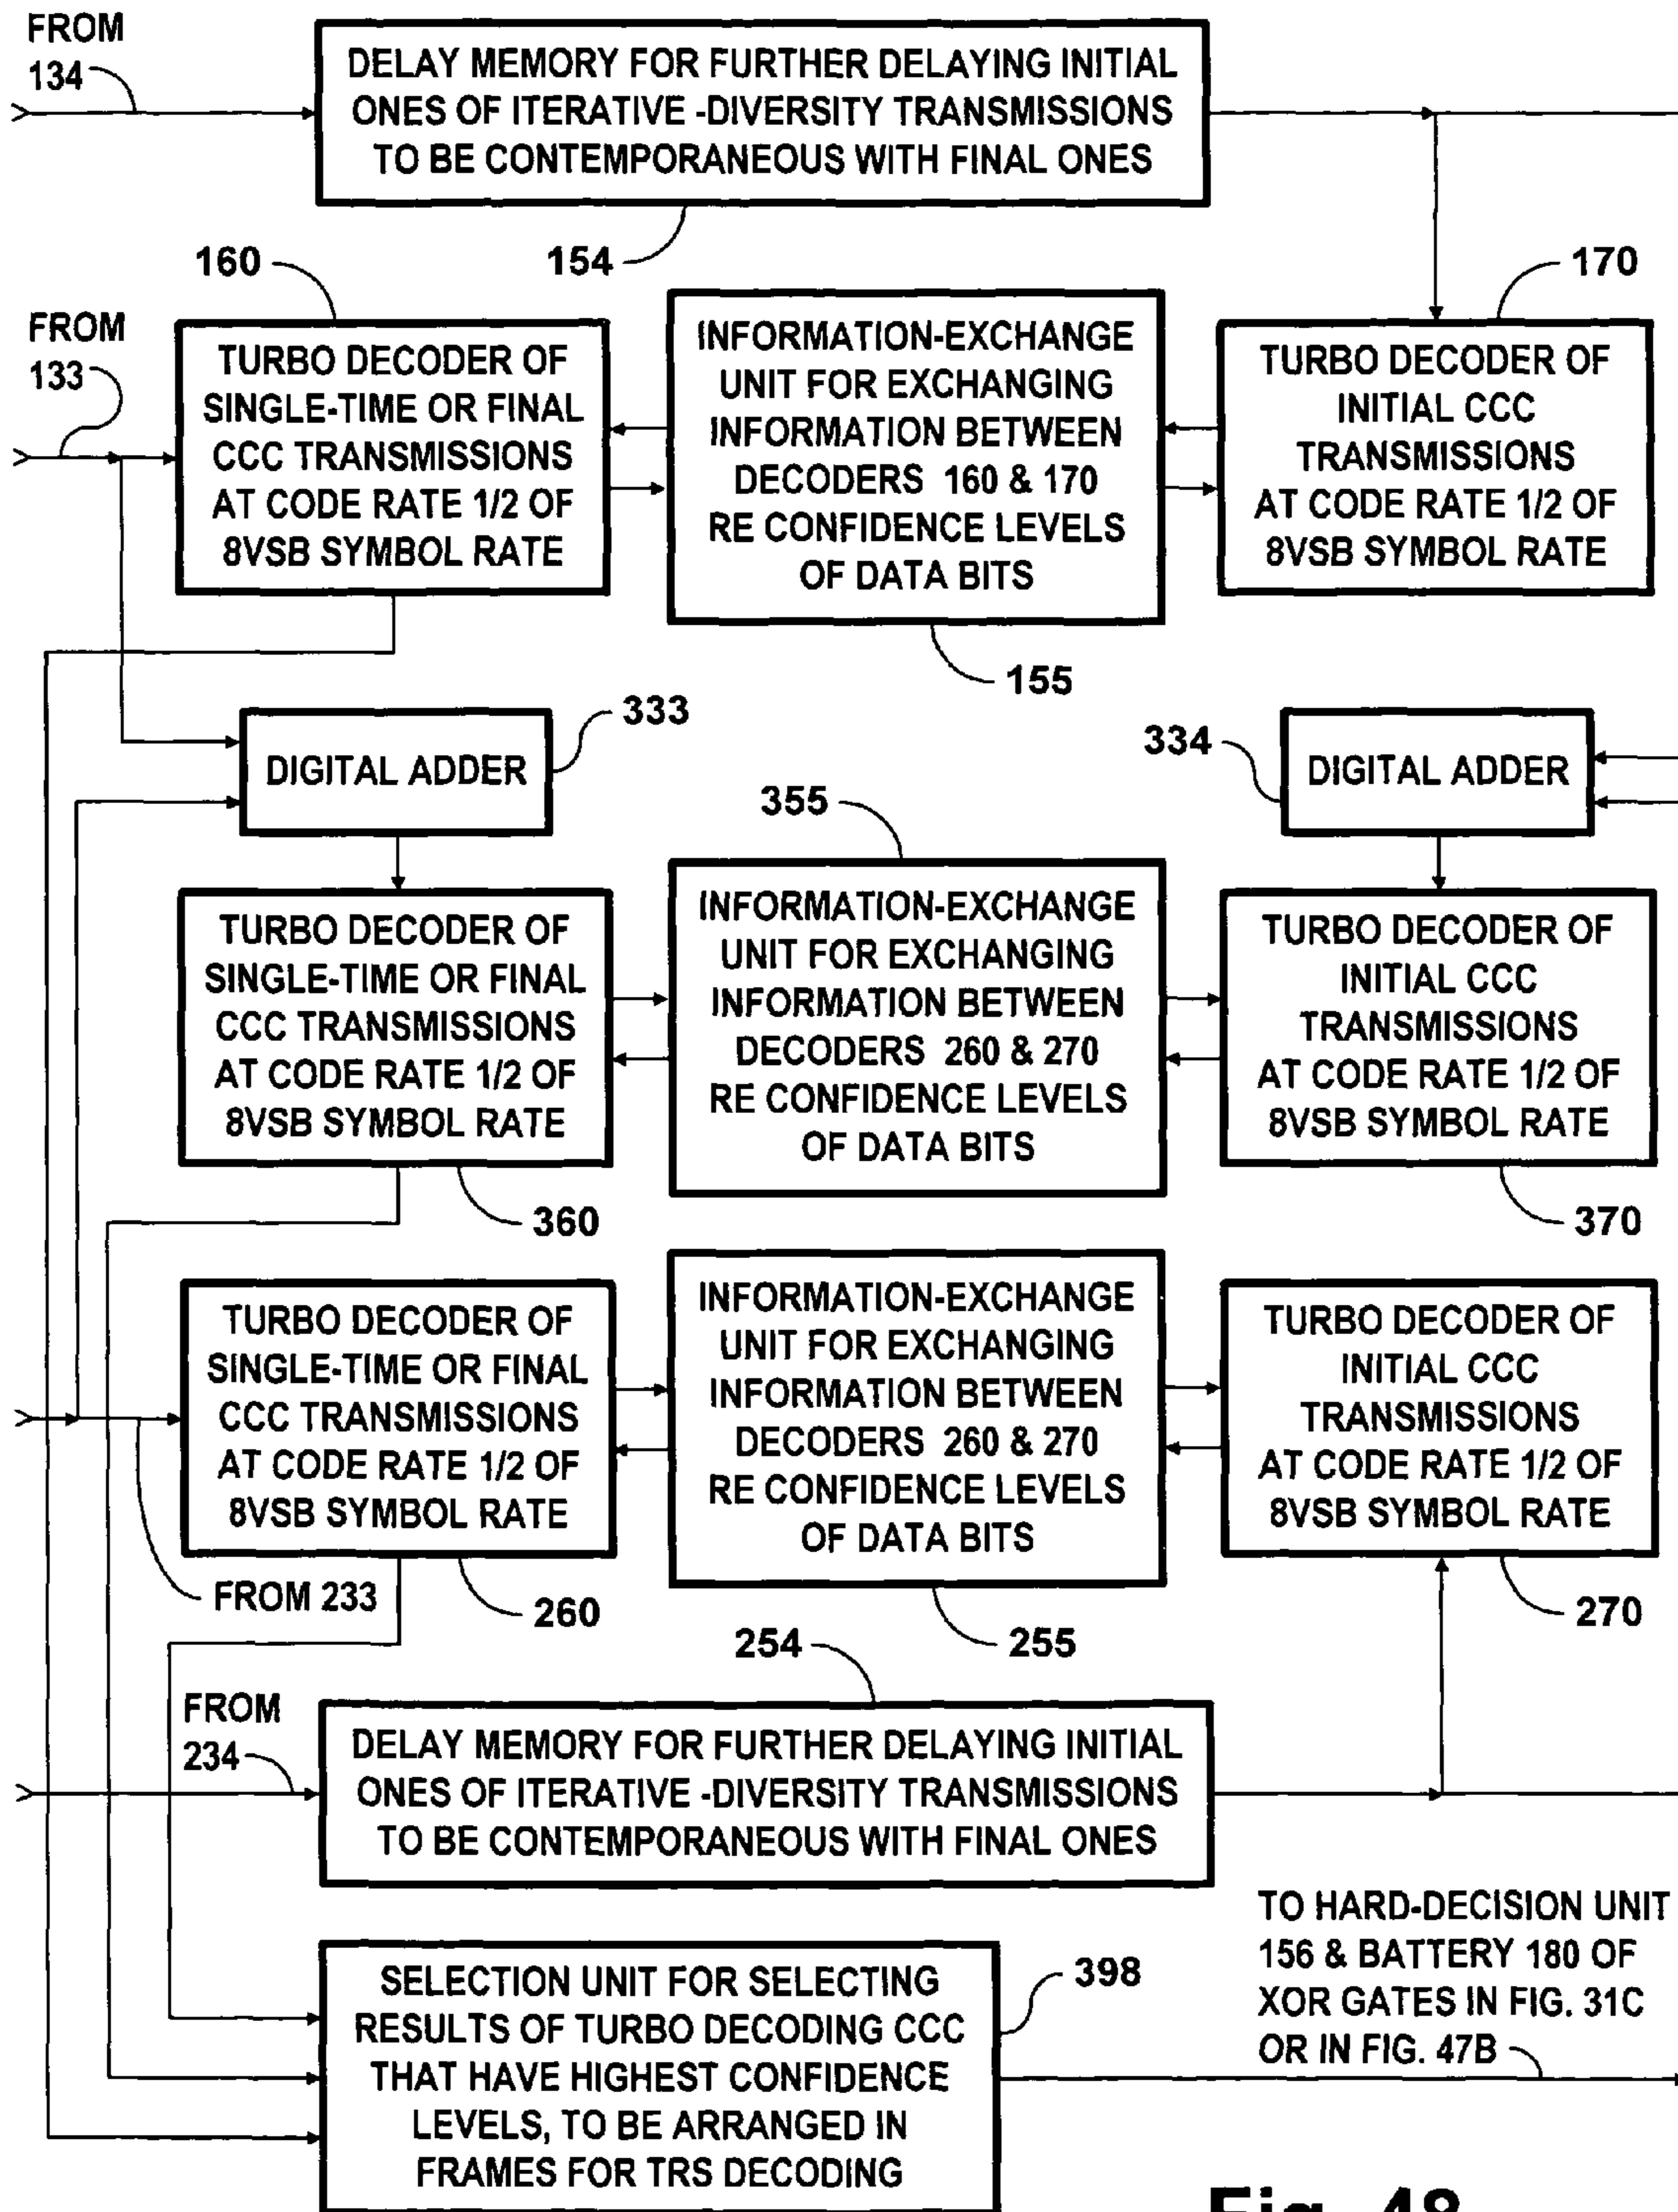 FROM
134
DELAY MEMORY FOR FURTHER DELAYING INITIAL
ONES OF ITERATIVE -DIVERSITY TRANSMISSIONS
TO BE CONTEMPORANEOUS WITH FINAL ONES
154
160
170
FROM
133
TURBO DECODER OF
SINGLE-TIME OR FINAL
CCC TRANSMISSIONS
AT CODE RATE 1/2 OF
8VSB SYMBOL RATE
INFORMATION-EXCHANGE
UNIT FOR EXCHANGING
INFORMATION BETWEEN
DECODERS 160 & 170
RE CONFIDENCE LEVELS
OF DATA BITS
TURBO DECODER OF
INITIAL CCC
TRANSMISSIONS
AT CODE RATE 1/2 OF
8VSB SYMBOL RATE
155
DIGITAL ADDER
333
334
DIGITAL ADDER
355
TURBO DECODER OF
SINGLE-TIME OR FINAL
CCC TRANSMISSIONS
AT CODE RATE 1/2 OF
8VSB SYMBOL RATE
INFORMATION-EXCHANGE
UNIT FOR EXCHANGING
INFORMATION BETWEEN
DECODERS 260 & 270
RE CONFIDENCE LEVELS
OF DATA BITS
TURBO DECODER OF
INITIAL CCC
TRANSMISSIONS
AT CODE RATE 1/2 OF
8VSB SYMBOL RATE
360
370
TURBO DECODER OF
SINGLE-TIME OR FINAL
CCC TRANSMISSIONS
AT CODE RATE 1/2 OF
8VSB SYMBOL RATE
INFORMATION-EXCHANGE
UNIT FOR EXCHANGING
INFORMATION BETWEEN
DECODERS 260 & 270
RE CONFIDENCE LEVELS
OF DATA BITS
TURBO DECODER OF
INITIAL CCC
TRANSMISSIONS
AT CODE RATE 1/2 OF
8VSB SYMBOL RATE
FROM 233
260
255
270
254
FROM
234
DELAY MEMORY FOR FURTHER DELAYING INITIAL
ONES OF ITERATIVE -DIVERSITY TRANSMISSIONS
TO BE CONTEMPORANEOUS WITH FINAL ONES
SELECTION UNIT FOR SELECTING
RESULTS OF TURBO DECODING CCC
THAT HAVE HIGHEST CONFIDENCE
LEVELS, TO BE ARRANGED IN
FRAMES FOR TRS DECODING
398
TO HARD-DECISION UNIT
156 & BATTERY 180 OF
XOR GATES IN FIG. 31C
OR IN FIG. 47B
Fig. 48